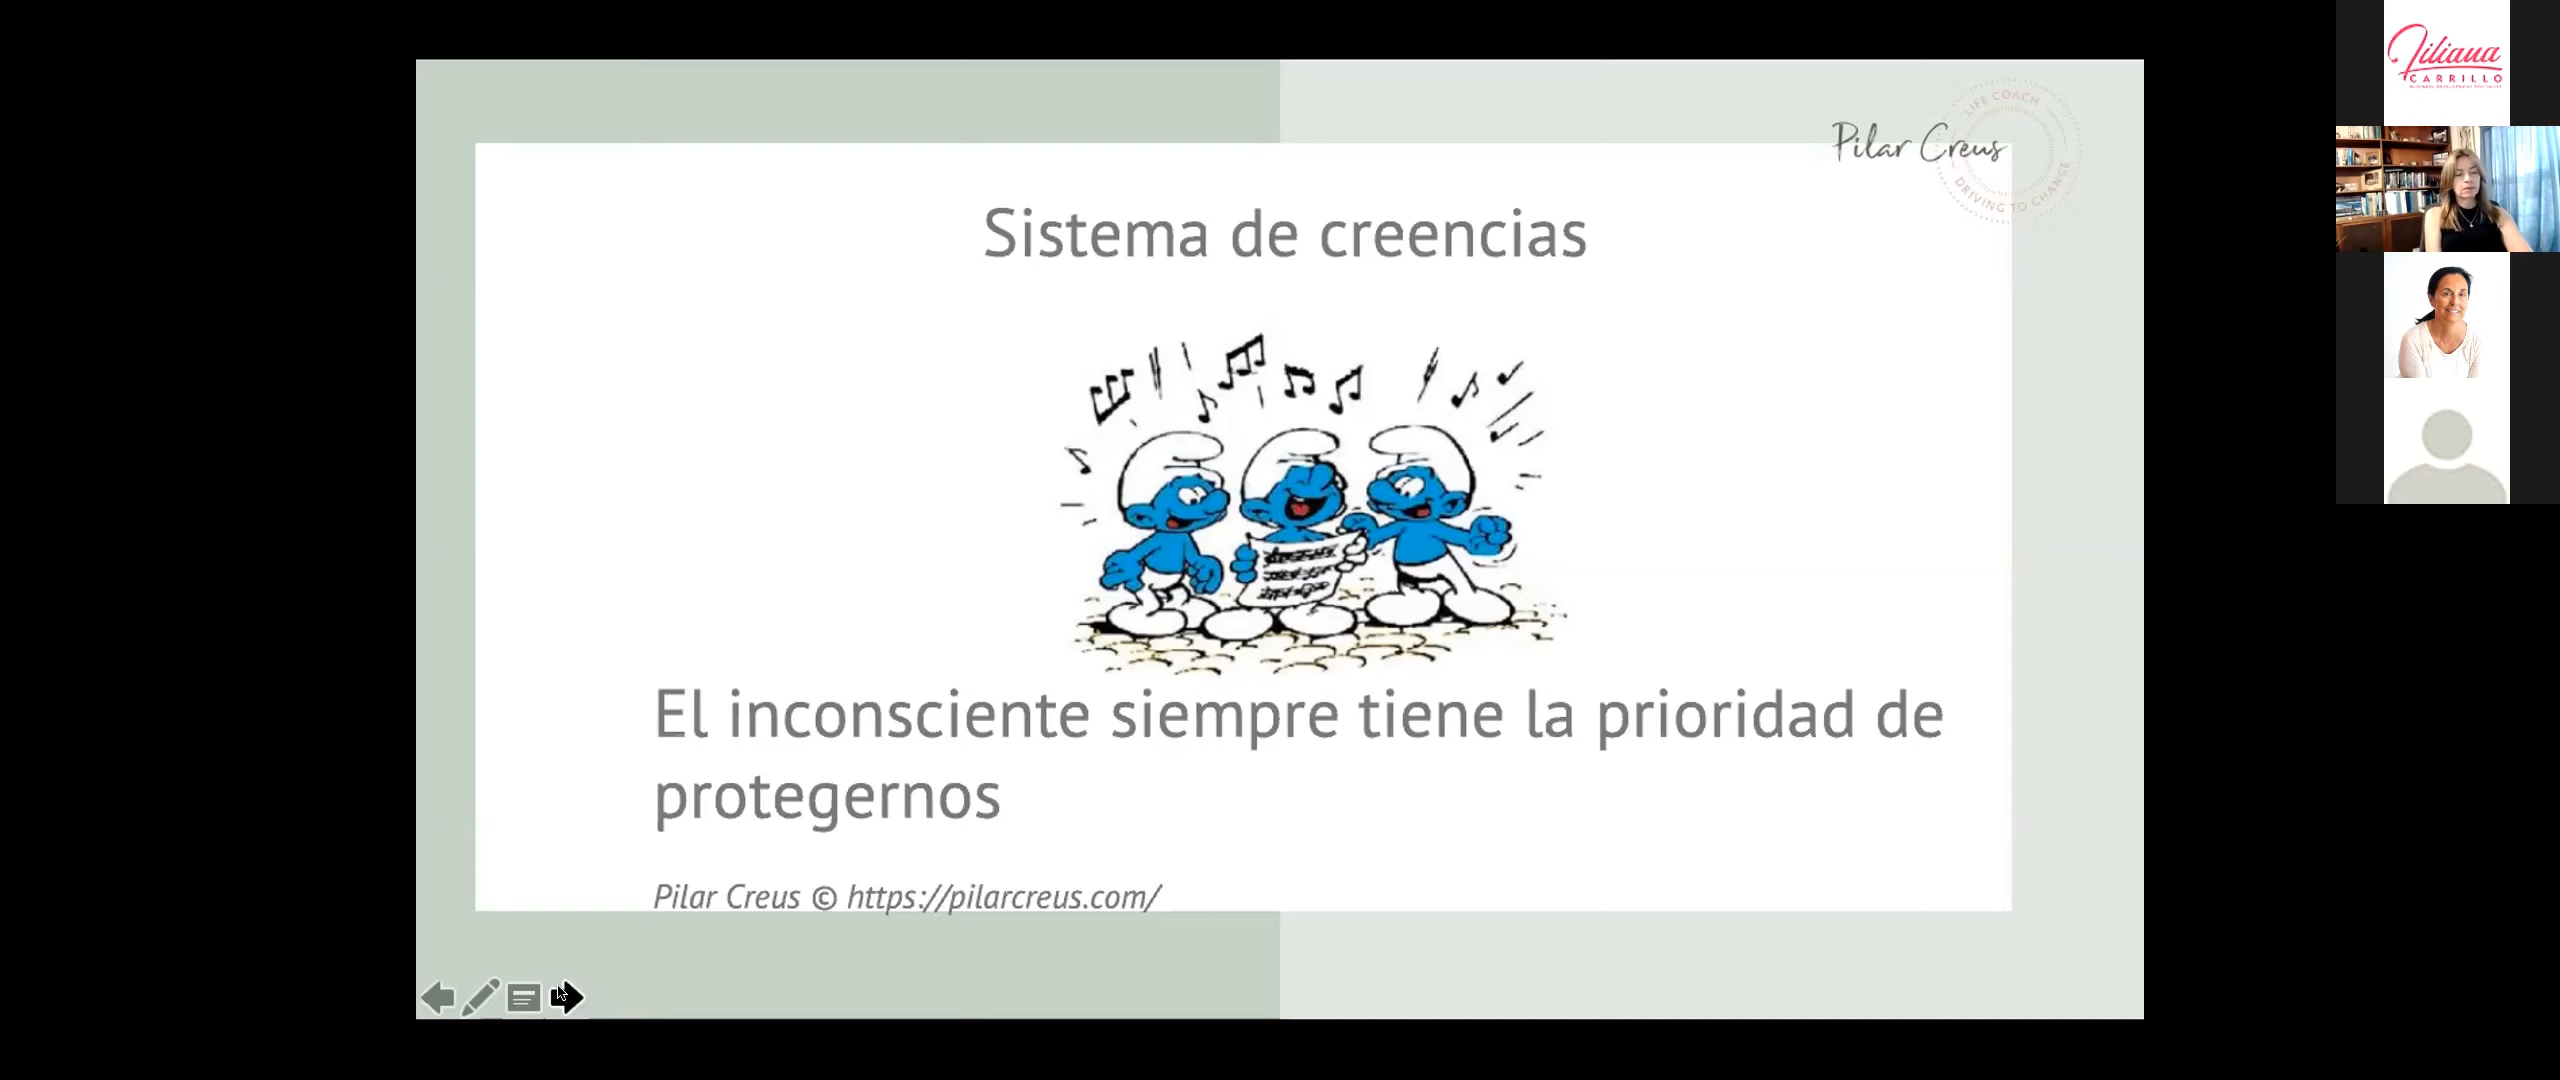 Liliana
CARRILLO
LIFE COACH
Pilar Creus
DRIVING TO CHANGE
Sistema de creencias
El inconsciente siempre tiene la prioridad de
protegernos
Pilar Creus © https://pilarcreus.com/